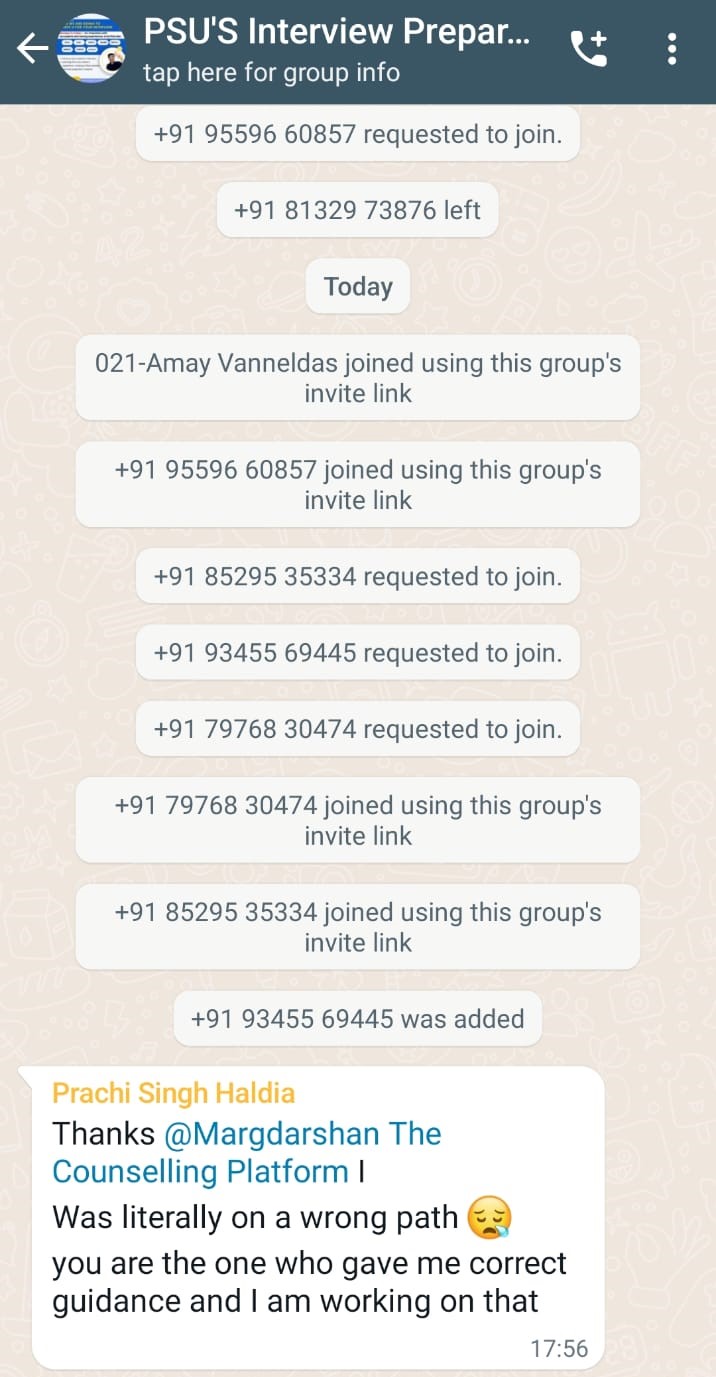 PSU'S Interview Prepar...
tap here for group info
+91 95596 60857 requested to join.
+91 81329 73876 left
Today
021-Amay Vanneldas joined using this group's
invite link
+91 95596 60857 joined using this group's
invite link
+91 85295 35334 requested to join.
+91 93455 69445 requested to join.
+91 79768 30474 requested to join.
+91 79768 30474 joined using this group's
invite link
+91 85295 35334 joined using this group's
invite link
+91 93455 69445 was added
Prachi Singh Haldia
Thanks @Margdarshan The
Counselling Platform I
Was literally on a wrong path 😪
you are the one who gave me correct
guidance and I am working on that
17:56